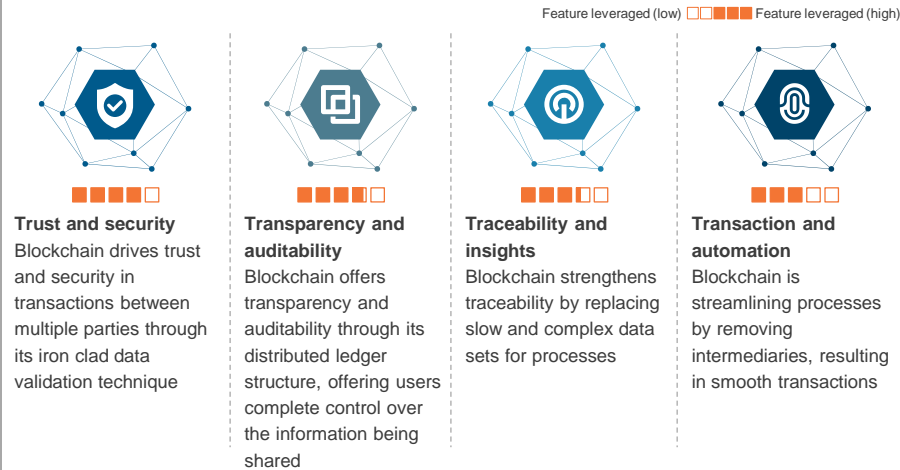 Feature leveraged (low) Feature leveraged (high)
Trust and security
Blockchain drives trust
and security in
transactions between
multiple parties through
its iron clad data
validation technique
Transparency and
auditability
Blockchain offers
transparency and
auditability through its
distributed ledger
structure, offering users
complete control over
the information being
shared
Traceability and
insights
Blockchain strengthens
traceability by replacing
slow and complex data
sets for processes
Transaction and
automation
Blockchain is
streamlining processes
by removing
intermediaries, resulting
in smooth transactions